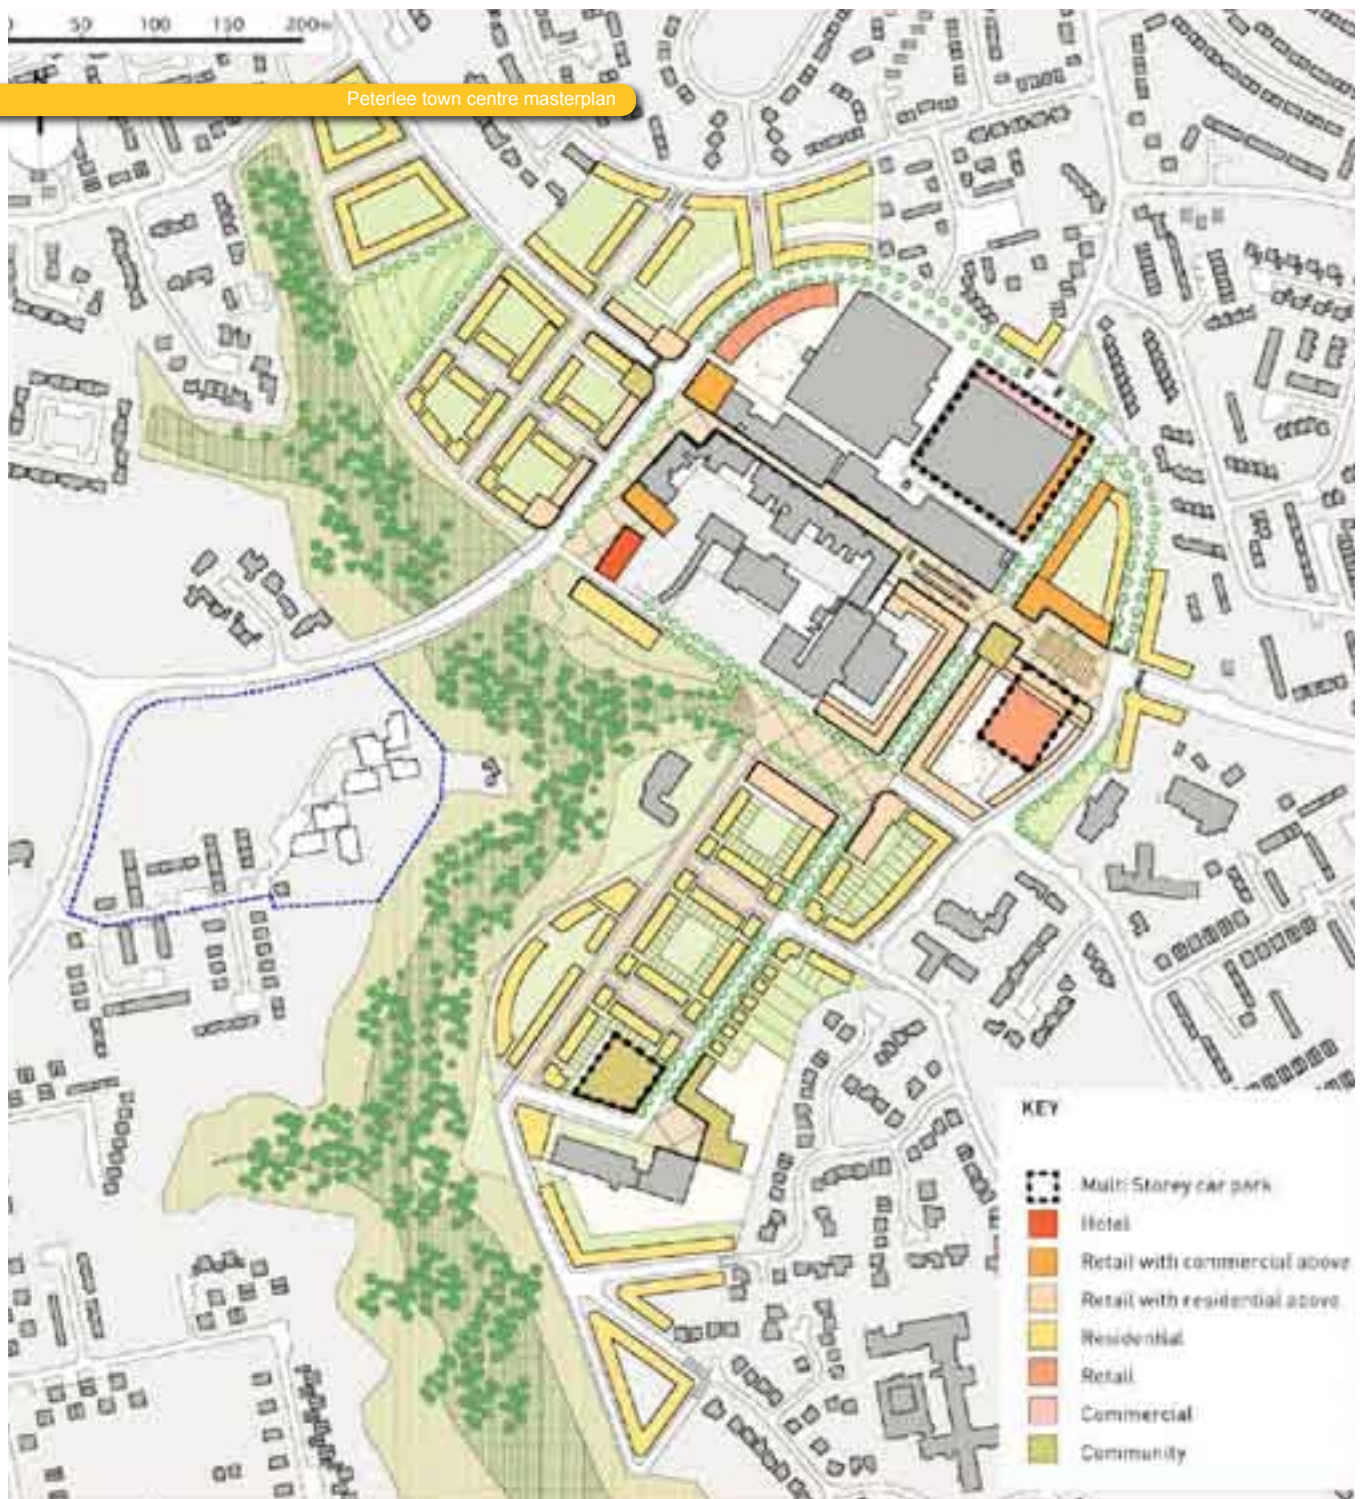 0 50 100 150 200m
Peterlee town centre masterplan
KEY
Multi Storey car park
Hotel
Retail with commercial above
Retail with residential above
Residential
Retail
Commercial
Community